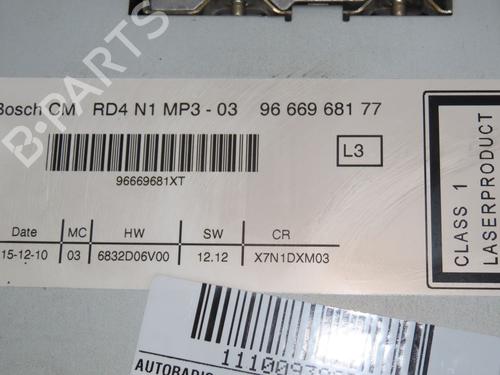 B-PARTS
Bosch CM RD4 N1 MP3 - 03 96 669 681 77
L3
96669681XT
Date MC HW SW CR
15-12-10 03 6832D06V00 12.12 X7N1DXM03
CLASS 1
LASERPRODUCT